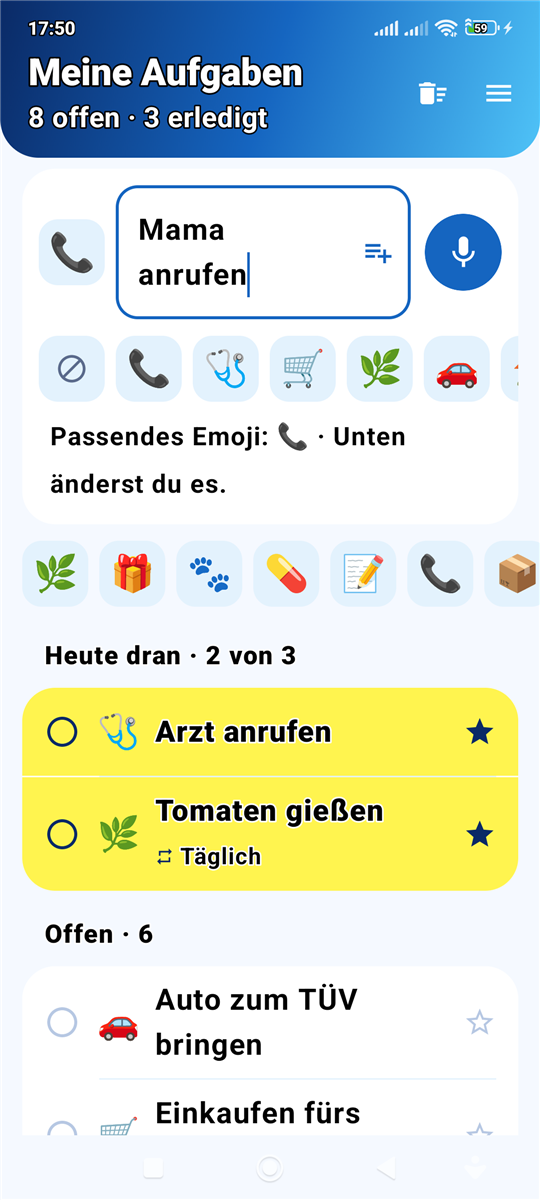 17:50
59
Meine Aufgaben
8 offen · 3 erledigt
Mama
anrufen
Passendes Emoji: 📞 · Unten
änderst du es.
Heute dran · 2 von 3
Arzt anrufen
Tomaten gießen
Täglich
Offen · 6
Auto zum TÜV
bringen
Einkaufen fürs